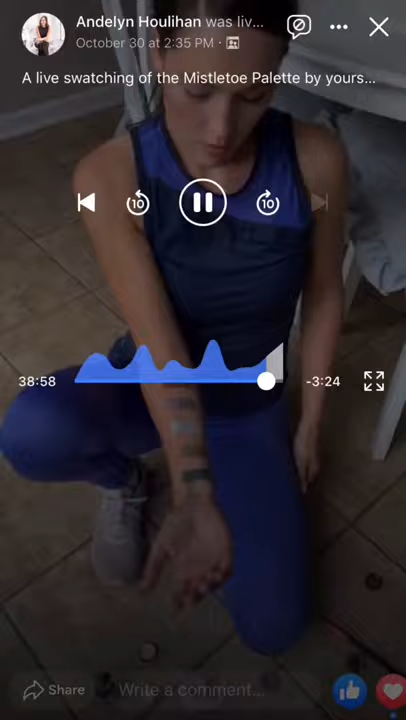 Andelyn Houlihan was liv...
October 30 at 2:35 PM ·
A live swatching of the Mistletoe Palette by yours...
10
10
38:58
-3:24
Share
Write a comment...